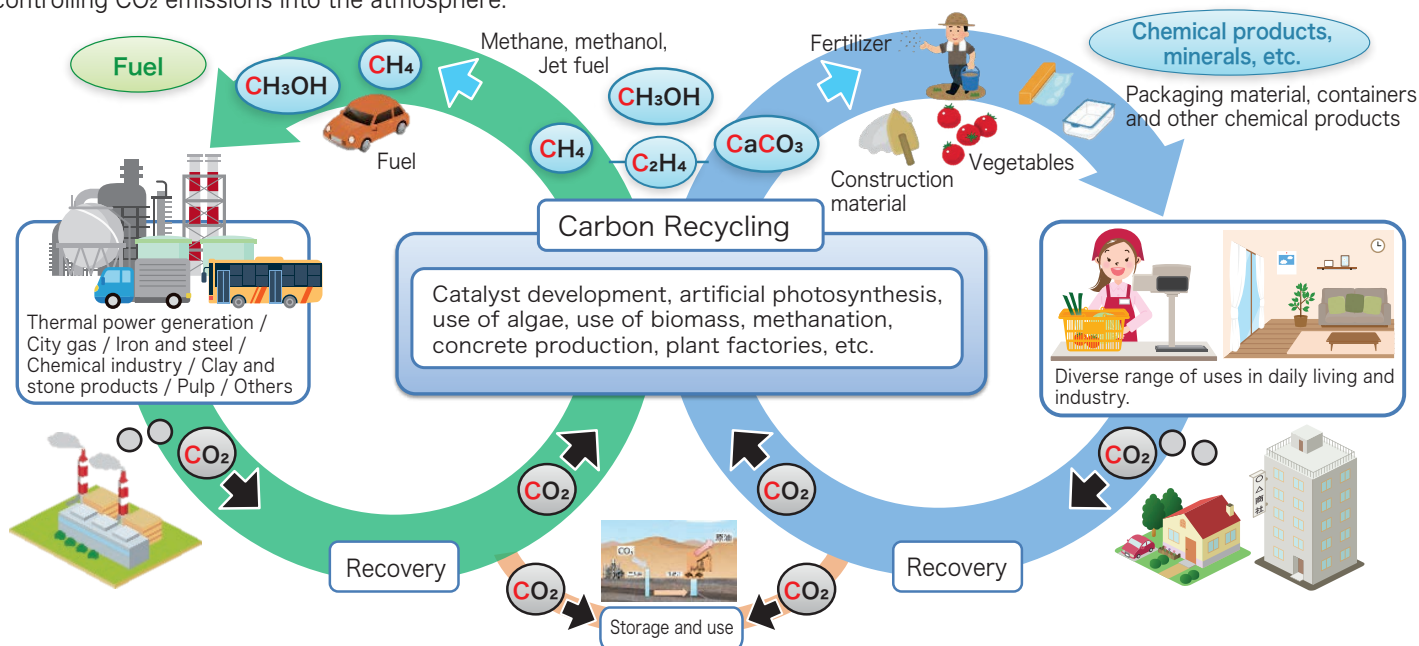 controlling CO₂ emissions into the atmosphere.
Fuel
CH₃OH
CH₄
Methane, methanol,
Jet fuel
Fuel
CH₃OH
CH₄
C₂H₄
CaCO₃
Fertilizer
Construction
material
Vegetables
Chemical products,
minerals, etc.
Packaging material, containers
and other chemical products
Carbon Recycling
Catalyst development, artificial photosynthesis,
use of algae, use of biomass, methanation,
concrete production, plant factories, etc.
Thermal power generation /
City gas / Iron and steel /
Chemical industry / Clay and
stone products / Pulp / Others
Diverse range of uses in daily living and
industry.
CO₂
CO₂
CO₂
CO₂
〇△商社
Recovery
Recovery
CO₂
CO₂
CO₂
原油
Storage and use